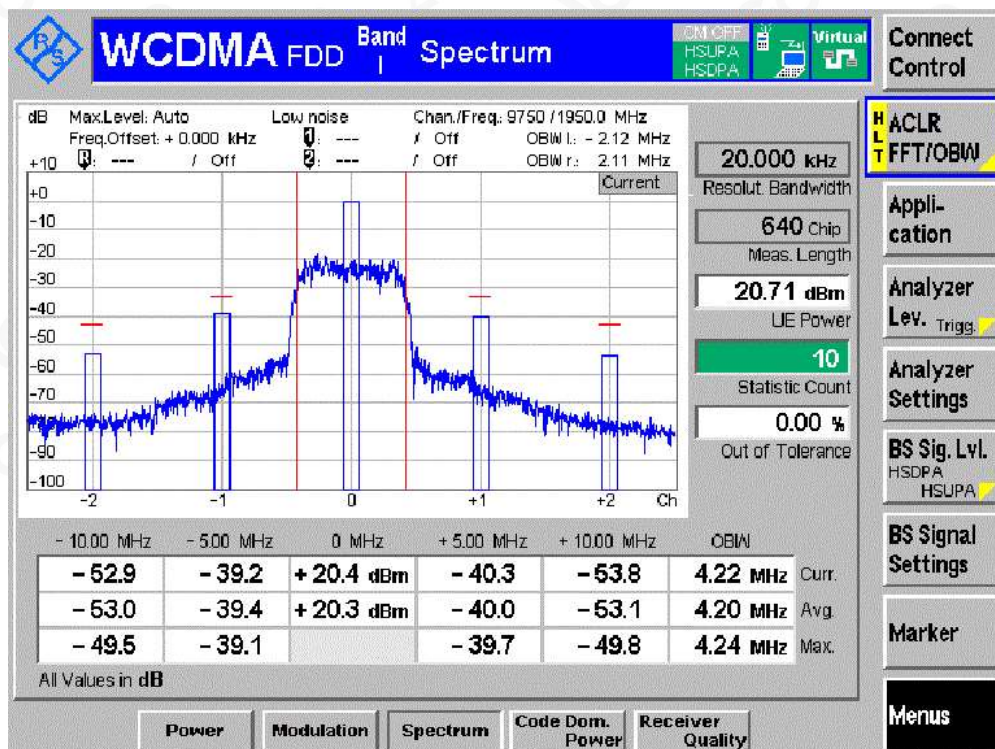 R&S
WCDMA FDD Band I Spectrum
CM OFF
HSUPA
HSDPA
Virtual
Connect Control
dB Max.Level: Auto Low noise Chan./Freq.: 9750 / 1950.0 MHz
Freq.Offset: + 0.000 kHz 1: --- / Off OBW l.: - 2.12 MHz
+10 R: --- / Off 2: --- / Off OBW r.: 2.11 MHz
Current
+0
-10
-20
-30
-40
-50
-60
-70
-90
-100
-2 -1 0 +1 +2 Ch
20.000 kHz
Resolut. Bandwidth
640 Chip
Meas. Length
20.71 dBm
UE Power
10
Statistic Count
0.00 %
Out of Tolerance
- 10.00 MHz - 5.00 MHz 0 MHz + 5.00 MHz + 10.00 MHz OBW
- 52.9 - 39.2 + 20.4 dBm - 40.3 - 53.8 4.22 MHz Curr.
- 53.0 - 39.4 + 20.3 dBm - 40.0 - 53.1 4.20 MHz Avg.
- 49.5 - 39.1 - 39.7 - 49.8 4.24 MHz Max.
All Values in dB
HLT
ACLR
FFT/OBW
Appli-
cation
Analyzer
Lev. Trigg.
Analyzer
Settings
BS Sig. Lvl.
HSDPA
HSUPA
BS Signal
Settings
Marker
Menus
Power Modulation Spectrum Code Dom. Power Receiver Quality